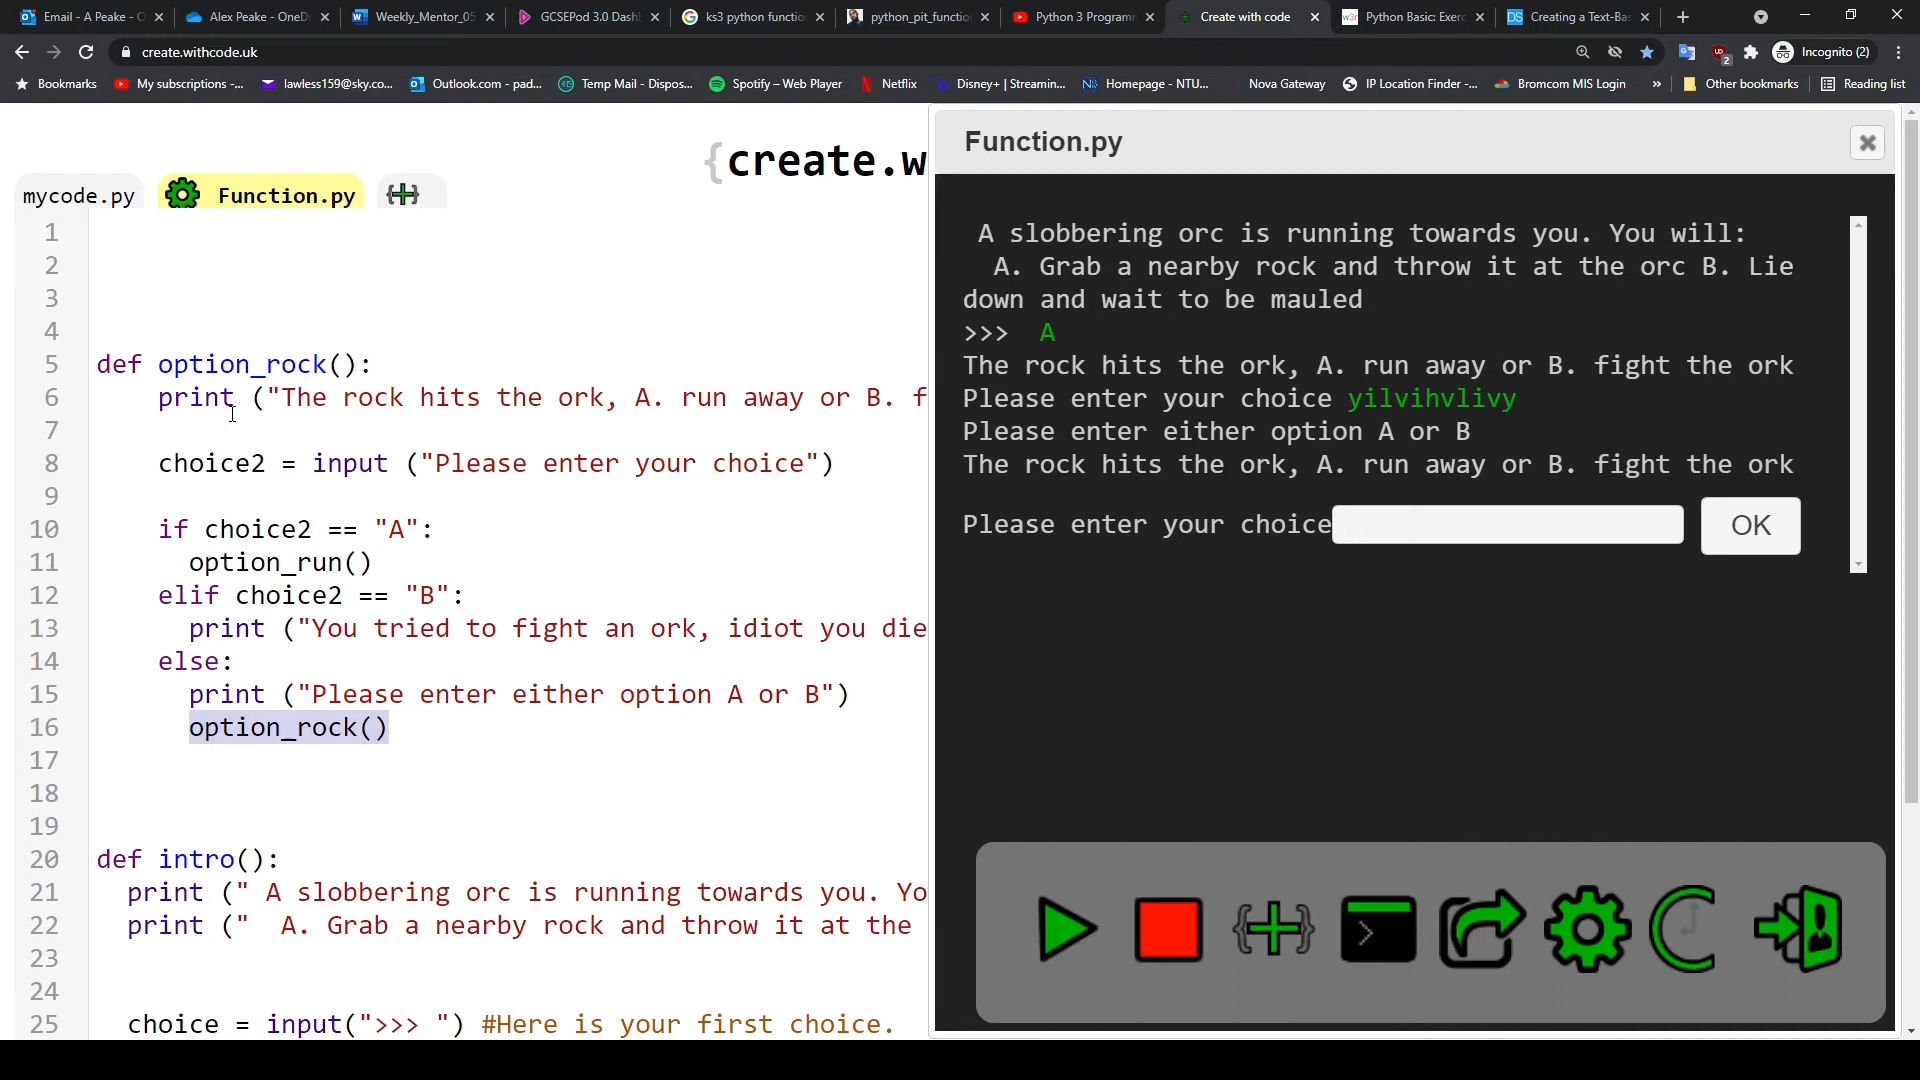 Email - A Peake - O
Alex Peake - OneDr
Weekly_Mentor_05
GCSEPod 3.0 Dash
ks3 python functio
python_pit_functio
Python 3 Programm
Create with code
Python Basic: Exerc
Creating a Text-Bas
create.withcode.uk
Incognito (2)
Bookmarks
My subscriptions -...
lawless159@sky.co...
Outlook.com - pad...
Temp Mail - Dispos...
Spotify – Web Player
Netflix
Disney+ | Streamin...
Homepage - NTU...
Nova Gateway
IP Location Finder -...
Bromcom MIS Login
»
Other bookmarks
Reading list
{create.w
mycode.py
Function.py
{+}
1
2
3
4
5 def option_rock():
6 print ("The rock hits the ork, A. run away or B. f
7
8 choice2 = input ("Please enter your choice")
9
10 if choice2 == "A":
11 option_run()
12 elif choice2 == "B":
13 print ("You tried to fight an ork, idiot you die
14 else:
15 print ("Please enter either option A or B")
16 option_rock()
17
18
19
20 def intro():
21 print (" A slobbering orc is running towards you. Yo
22 print ("  A. Grab a nearby rock and throw it at the
23
24
25 choice = input(">>> ") #Here is your first choice.
Function.py
A slobbering orc is running towards you. You will:
A. Grab a nearby rock and throw it at the orc B. Lie
down and wait to be mauled
>>> A
The rock hits the ork, A. run away or B. fight the ork
Please enter your choice yilvihvlivy
Please enter either option A or B
The rock hits the ork, A. run away or B. fight the ork
Please enter your choice
OK
{+}